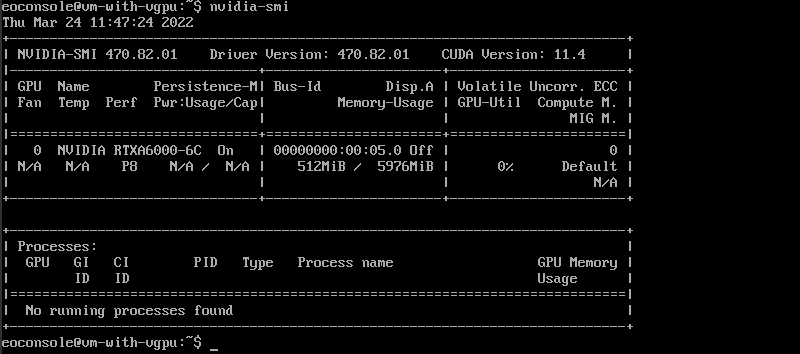 eoconsole@vm-with-vgpu:~$ nvidia-smi
Thu Mar 24 11:47:24 2022
+-----------------------------------------------------------------------------+
| NVIDIA-SMI 470.82.01    Driver Version: 470.82.01    CUDA Version: 11.4     |
|-------------------------------+----------------------+----------------------+
| GPU  Name        Persistence-M| Bus-Id        Disp.A | Volatile Uncorr. ECC |
| Fan  Temp  Perf  Pwr:Usage/Cap|         Memory-Usage | GPU-Util  Compute M. |
|                               |                      |               MIG M. |
|===============================+======================+======================|
|   0  NVIDIA RTXA6000-6C  On   | 00000000:00:05.0 Off |                    0 |
| N/A   N/A    P8    N/A /  N/A |    512MiB /  5976MiB |      0%      Default |
|                               |                      |                  N/A |
+-------------------------------+----------------------+----------------------+
+-----------------------------------------------------------------------------+
| Processes:                                                                  |
|  GPU   GI   CI        PID   Type   Process name                  GPU Memory |
|        ID   ID                                                   Usage      |
|=============================================================================|
|  No running processes found                                                 |
+-----------------------------------------------------------------------------+
eoconsole@vm-with-vgpu:~$ _